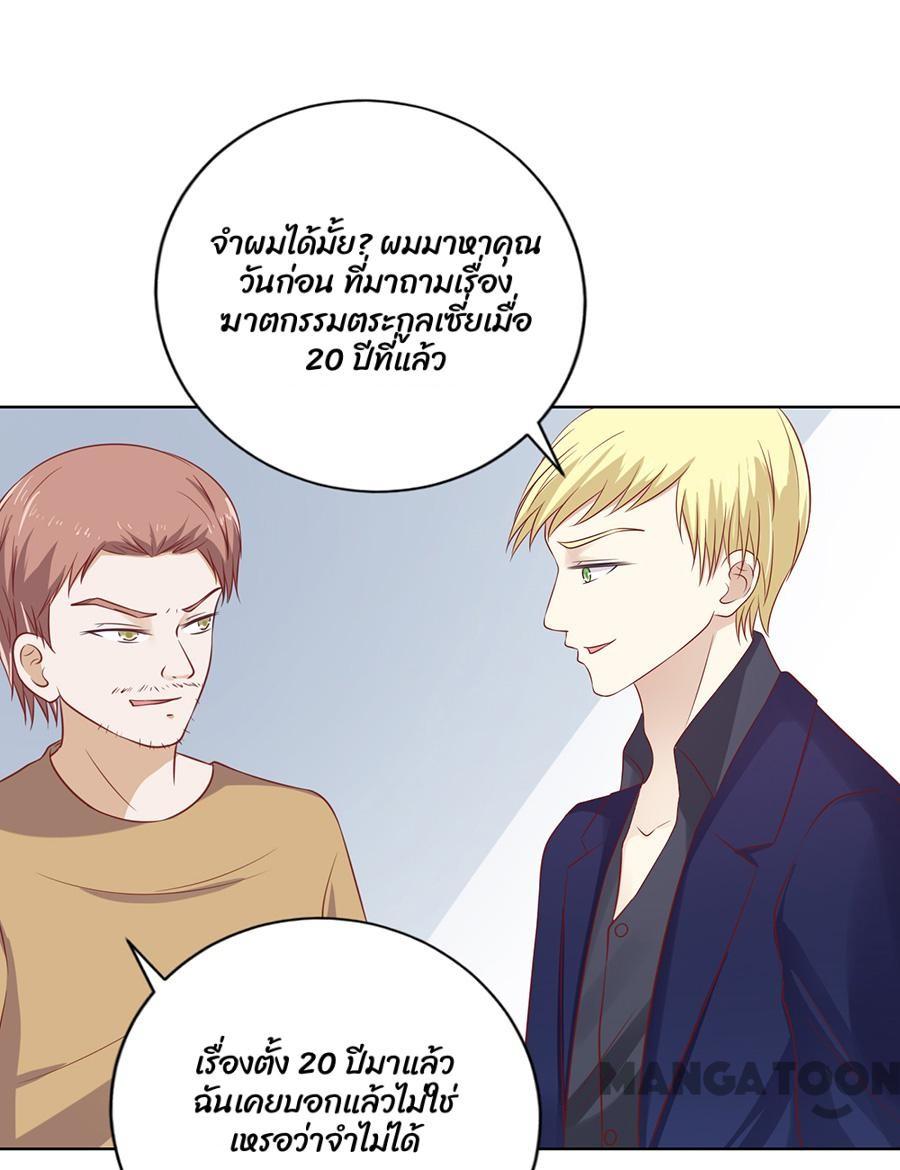 จำผมได้มั้ย? ผมมาหาคุณ
วันก่อน ที่มาถามเรื่อง
ฆาตกรรมตระกูลเซี่ยเมื่อ
20 ปีที่แล้ว
เรื่องตั้ง 20 ปีมาแล้ว
ฉันเคยบอกแล้วไม่ใช่
เหรอว่าจำไม่ได้
MANGATOON